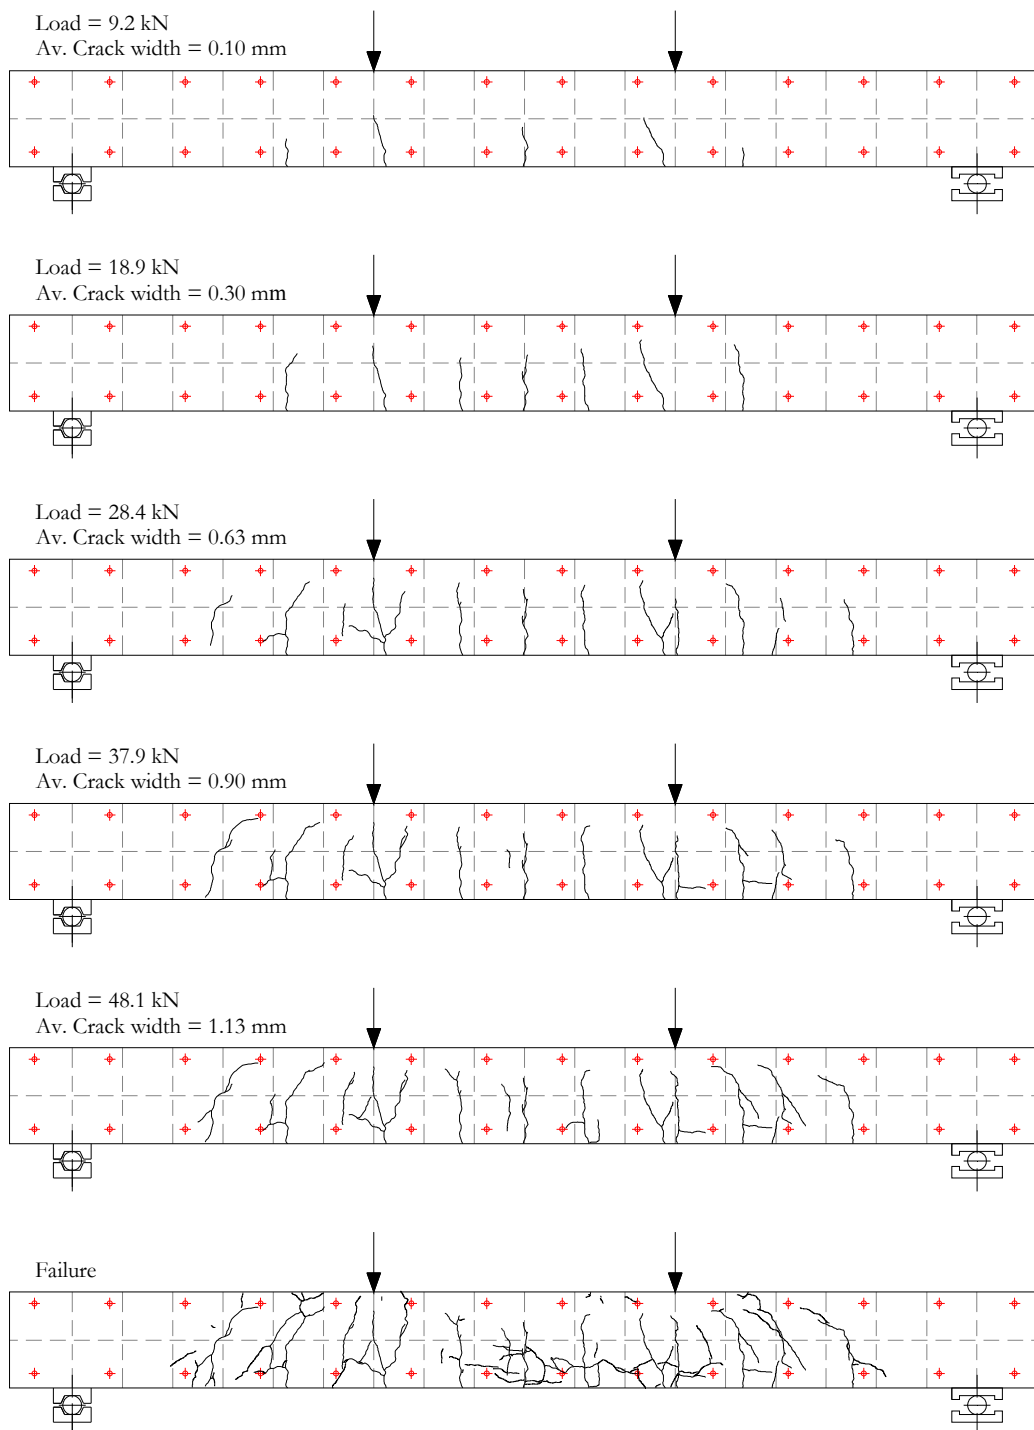 Load = 9.2 kN
Av. Crack width = 0.10 mm
Load = 18.9 kN
Av. Crack width = 0.30 mm
Load = 28.4 kN
Av. Crack width = 0.63 mm
Load = 37.9 kN
Av. Crack width = 0.90 mm
Load = 48.1 kN
Av. Crack width = 1.13 mm
Failure